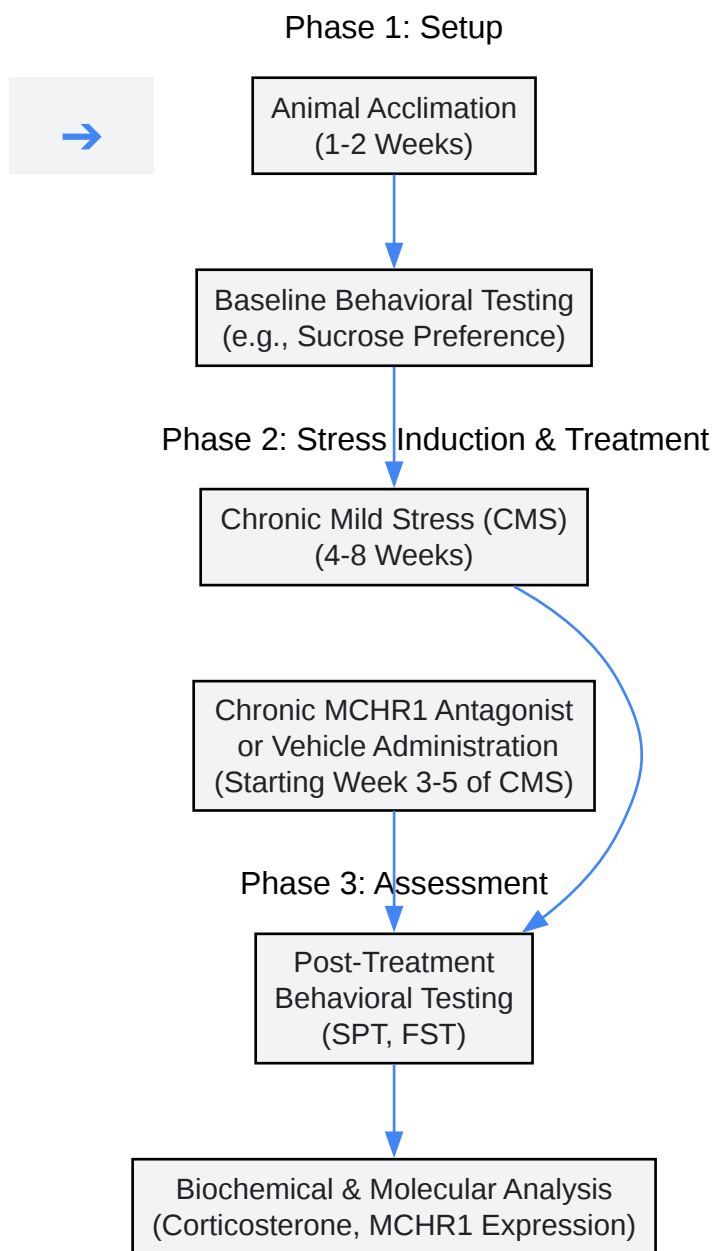 Phase 1: Setup
➔
Animal Acclimation
(1-2 Weeks)
Baseline Behavioral Testing
(e.g., Sucrose Preference)
Phase 2: Stress Induction & Treatment
Chronic Mild Stress (CMS)
(4-8 Weeks)
Chronic MCHR1 Antagonist
or Vehicle Administration
(Starting Week 3-5 of CMS)
Phase 3: Assessment
Post-Treatment
Behavioral Testing
(SPT, FST)
Biochemical & Molecular Analysis
(Corticosterone, MCHR1 Expression)